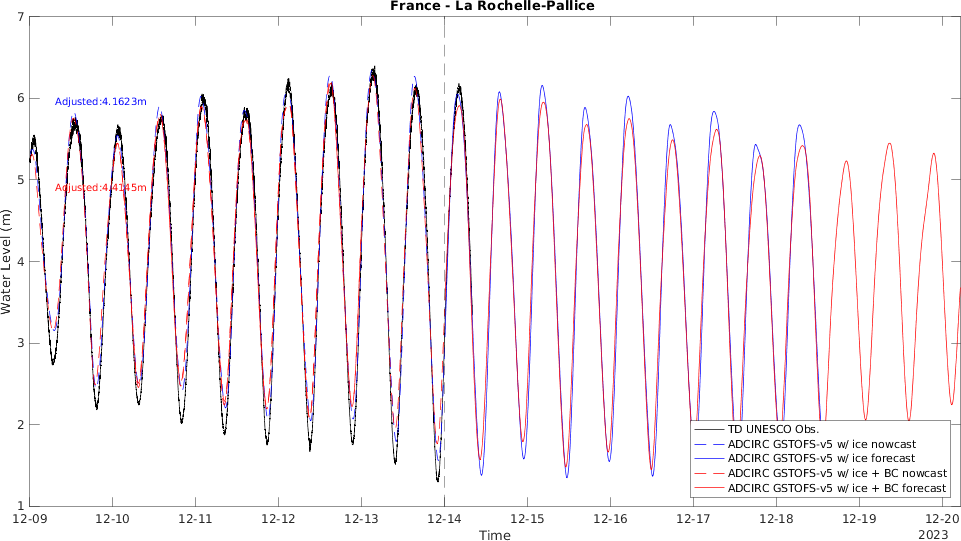 France - La Rochelle-Pallice
7
6
5
4
3
2
1
Water Level (m)
Adjusted:4.1623m
Adjusted:4.4145m
TD UNESCO Obs.
ADCIRC GSTOFS-v5 w/ ice nowcast
ADCIRC GSTOFS-v5 w/ ice forecast
ADCIRC GSTOFS-v5 w/ ice + BC nowcast
ADCIRC GSTOFS-v5 w/ ice + BC forecast
12-09 12-10 12-11 12-12 12-13 12-14 12-15 12-16 12-17 12-18 12-19 12-20
Time
2023